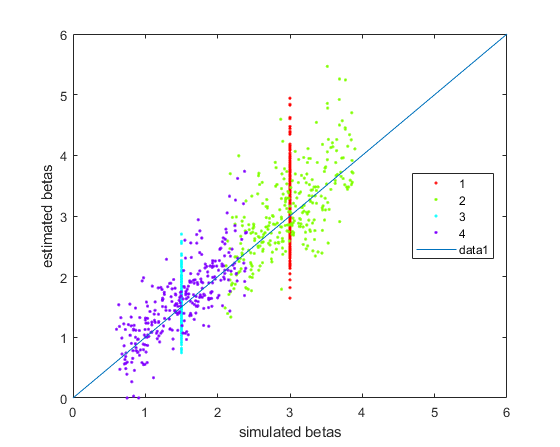 6
5
4
3
2
1
0
estimated betas
0 1 2 3 4 5 6
simulated betas
1
2
3
4
data1